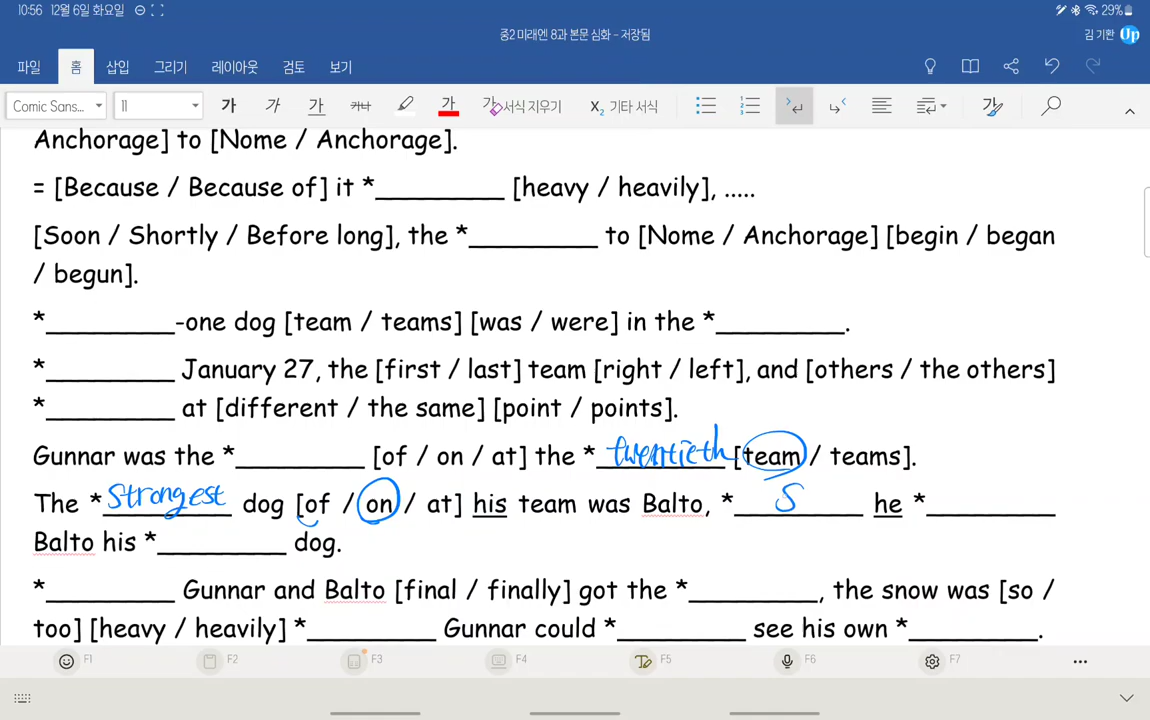 10:56 12월 6일 화요일 29%
중2 미래엔 8과 본문 심화 - 저장됨
김 기환 Up
파일 홈 삽입 그리기 레이아웃 검토 보기
Comic Sans... 11 가 가 가 가나 가 가 서식 지우기 X₂ 기타 서식 가
Anchorage] to [Nome / Anchorage].
= [Because / Because of] it *_________ [heavy / heavily], .....
[Soon / Shortly / Before long], the *_________ to [Nome / Anchorage] [begin / began
/ begun].
*_________-one dog [team / teams] [was / were] in the *_________.
*_________ January 27, the [first / last] team [right / left], and [others / the others]
*_________ at [different / the same] [point / points].
Gunnar was the *_________ [of / on / at] the *twentieth [team / teams].
The *strongest dog [of / on / at] his team was Balto, *S he *_________
Balto his *_________ dog.
*_________ Gunnar and Balto [final / finally] got the *_________, the snow was [so /
too] [heavy / heavily] *_________ Gunnar could *_________ see his own *_________.
F1 F2 F3 F4 F5 F6 F7